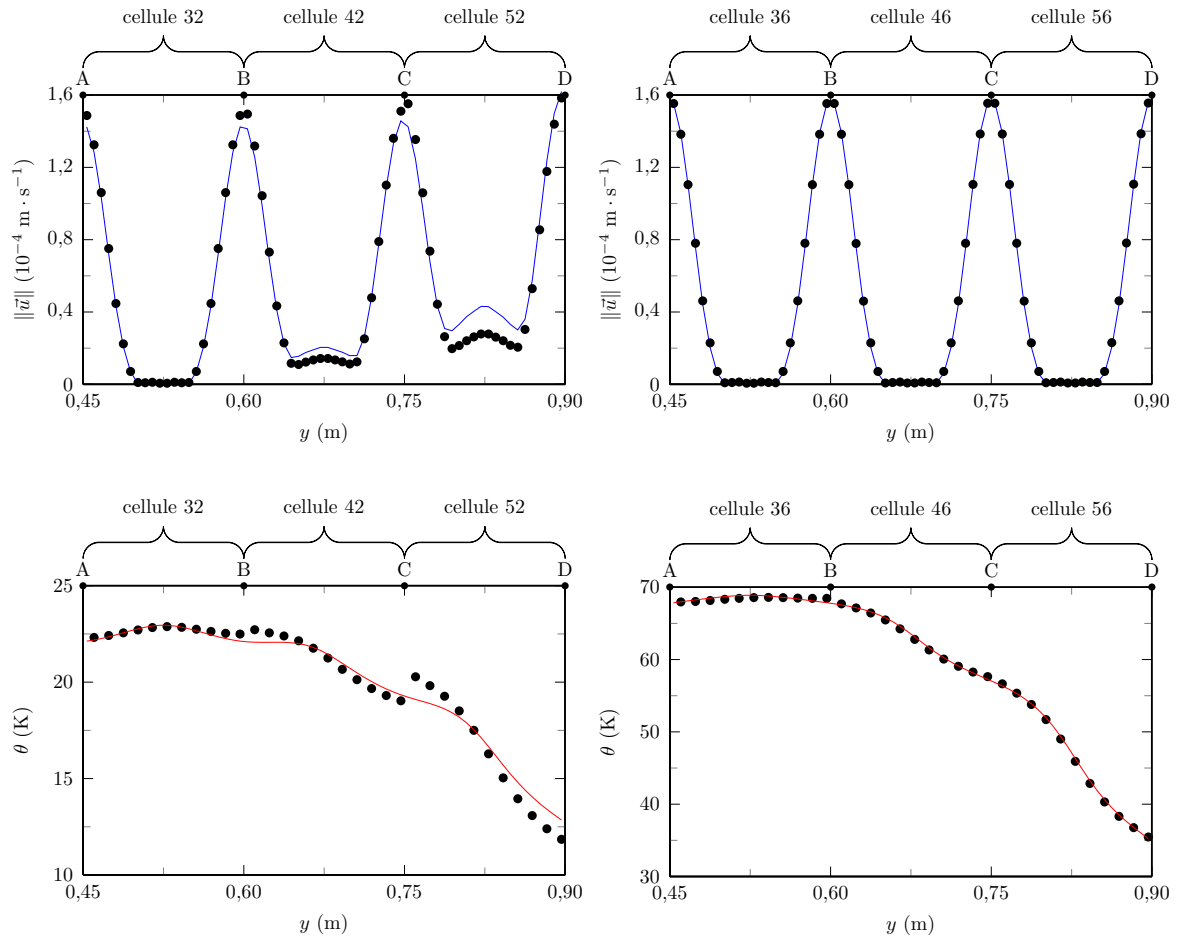 cellule 32 cellule 42 cellule 52
A B C D
1.6
1.2
0.8
0.4
0
‖u⃗‖ (10⁻⁴ m · s⁻¹)
0,45 0,60 0,75 0,90
y (m)
cellule 36 cellule 46 cellule 56
A B C D
1.6
1.2
0.8
0.4
0
‖u⃗‖ (10⁻⁴ m · s⁻¹)
0,45 0,60 0,75 0,90
y (m)
cellule 32 cellule 42 cellule 52
A B C D
25
20
15
10
θ (K)
0,45 0,60 0,75 0,90
y (m)
cellule 36 cellule 46 cellule 56
A B C D
70
60
50
40
30
θ (K)
0,45 0,60 0,75 0,90
y (m)